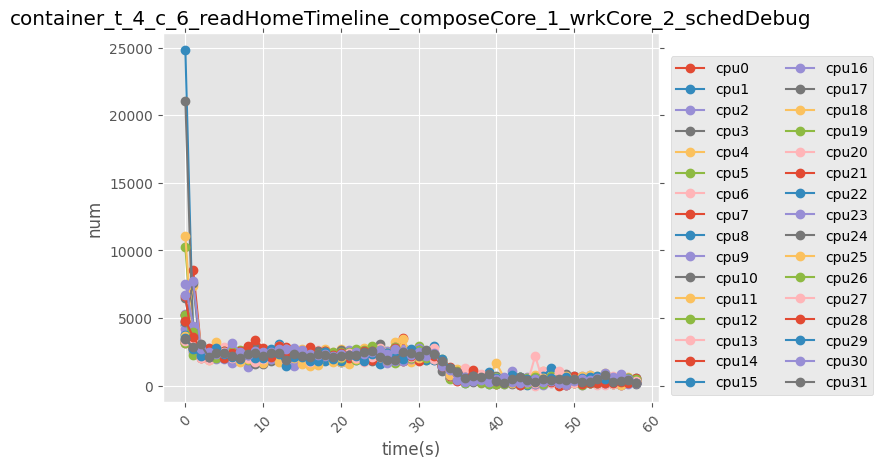 container_t_4_c_6_readHomeTimeline_composeCore_1_wrkCore_2_schedDebug
25000
20000
15000
10000
5000
0
num
0 10 20 30 40 50 60
time(s)
cpu0 cpu16
cpu1 cpu17
cpu2 cpu18
cpu3 cpu19
cpu4 cpu20
cpu5 cpu21
cpu6 cpu22
cpu7 cpu23
cpu8 cpu24
cpu9 cpu25
cpu10 cpu26
cpu11 cpu27
cpu12 cpu28
cpu13 cpu29
cpu14 cpu30
cpu15 cpu31